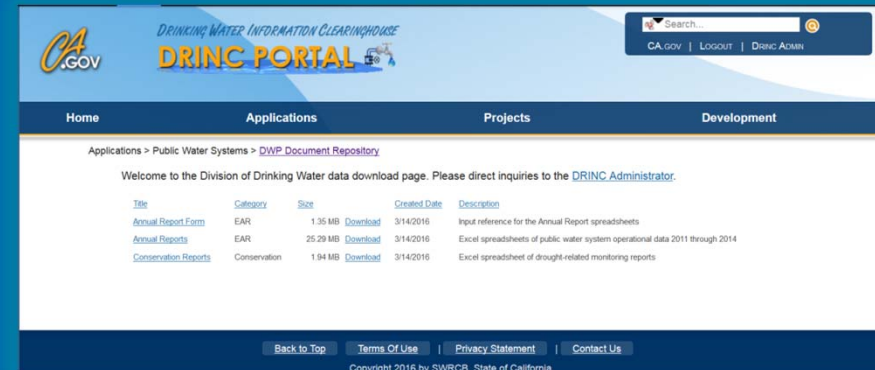 CA.GOV
DRINKING WATER INFORMATION CLEARINGHOUSE
DRINC PORTAL
Search...
CA.GOV | LOGOUT | DRINC ADMIN
Home Applications Projects Development
Applications > Public Water Systems > DWP Document Repository
Welcome to the Division of Drinking Water data download page. Please direct inquiries to the DRINC Administrator.
Title Category Size Created Date Description
Annual Report Form EAR 1.35 MB Download 3/14/2016 Input reference for the Annual Report spreadsheets
Annual Reports EAR 25.29 MB Download 3/14/2016 Excel spreadsheets of public water system operational data 2011 through 2014
Conservation Reports Conservation 1.94 MB Download 3/14/2016 Excel spreadsheet of drought-related monitoring reports
Back to Top Terms Of Use | Privacy Statement | Contact Us
Copyright 2016 by SWRCB, State of California